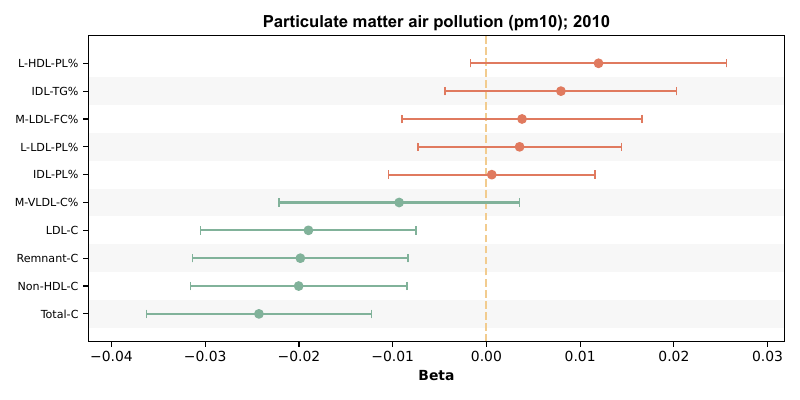 Particulate matter air pollution (pm10); 2010
L-HDL-PL%
IDL-TG%
M-LDL-FC%
L-LDL-PL%
IDL-PL%
M-VLDL-C%
LDL-C
Remnant-C
Non-HDL-C
Total-C
−0.04 −0.03 −0.02 −0.01 0.00 0.01 0.02 0.03
Beta